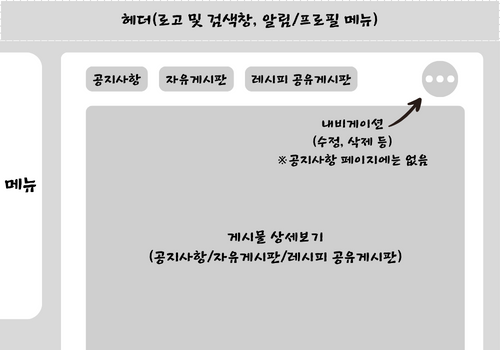 헤더(로고 및 검색창, 알림/프로필 메뉴)
공지사항 자유게시판 레시피 공유게시판
내비게이션
(수정, 삭제 등)
※공지사항 페이지에는 없음
메뉴
게시물 상세보기
(공지사항/자유게시판/레시피 공유게시판)